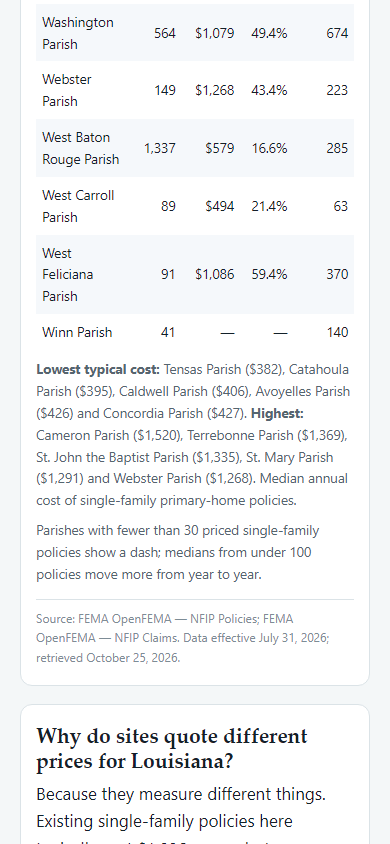 Washington
Parish 564 $1,079 49.4% 674
Webster
Parish 149 $1,268 43.4% 223
West Baton
Rouge Parish 1,337 $579 16.6% 285
West Carroll
Parish 89 $494 21.4% 63
West
Feliciana
Parish 91 $1,086 59.4% 370
Winn Parish 41 — — 140
Lowest typical cost: Tensas Parish ($382), Catahoula
Parish ($395), Caldwell Parish ($406), Avoyelles Parish
($426) and Concordia Parish ($427). Highest:
Cameron Parish ($1,520), Terrebonne Parish ($1,369),
St. John the Baptist Parish ($1,335), St. Mary Parish
($1,291) and Webster Parish ($1,268). Median annual
cost of single-family primary-home policies.
Parishes with fewer than 30 priced single-family
policies show a dash; medians from under 100
policies move more from year to year.
Source: FEMA OpenFEMA — NFIP Policies; FEMA
OpenFEMA — NFIP Claims. Data effective July 31, 2026;
retrieved October 25, 2026.
Why do sites quote different
prices for Louisiana?
Because they measure different things.
Existing single-family policies here